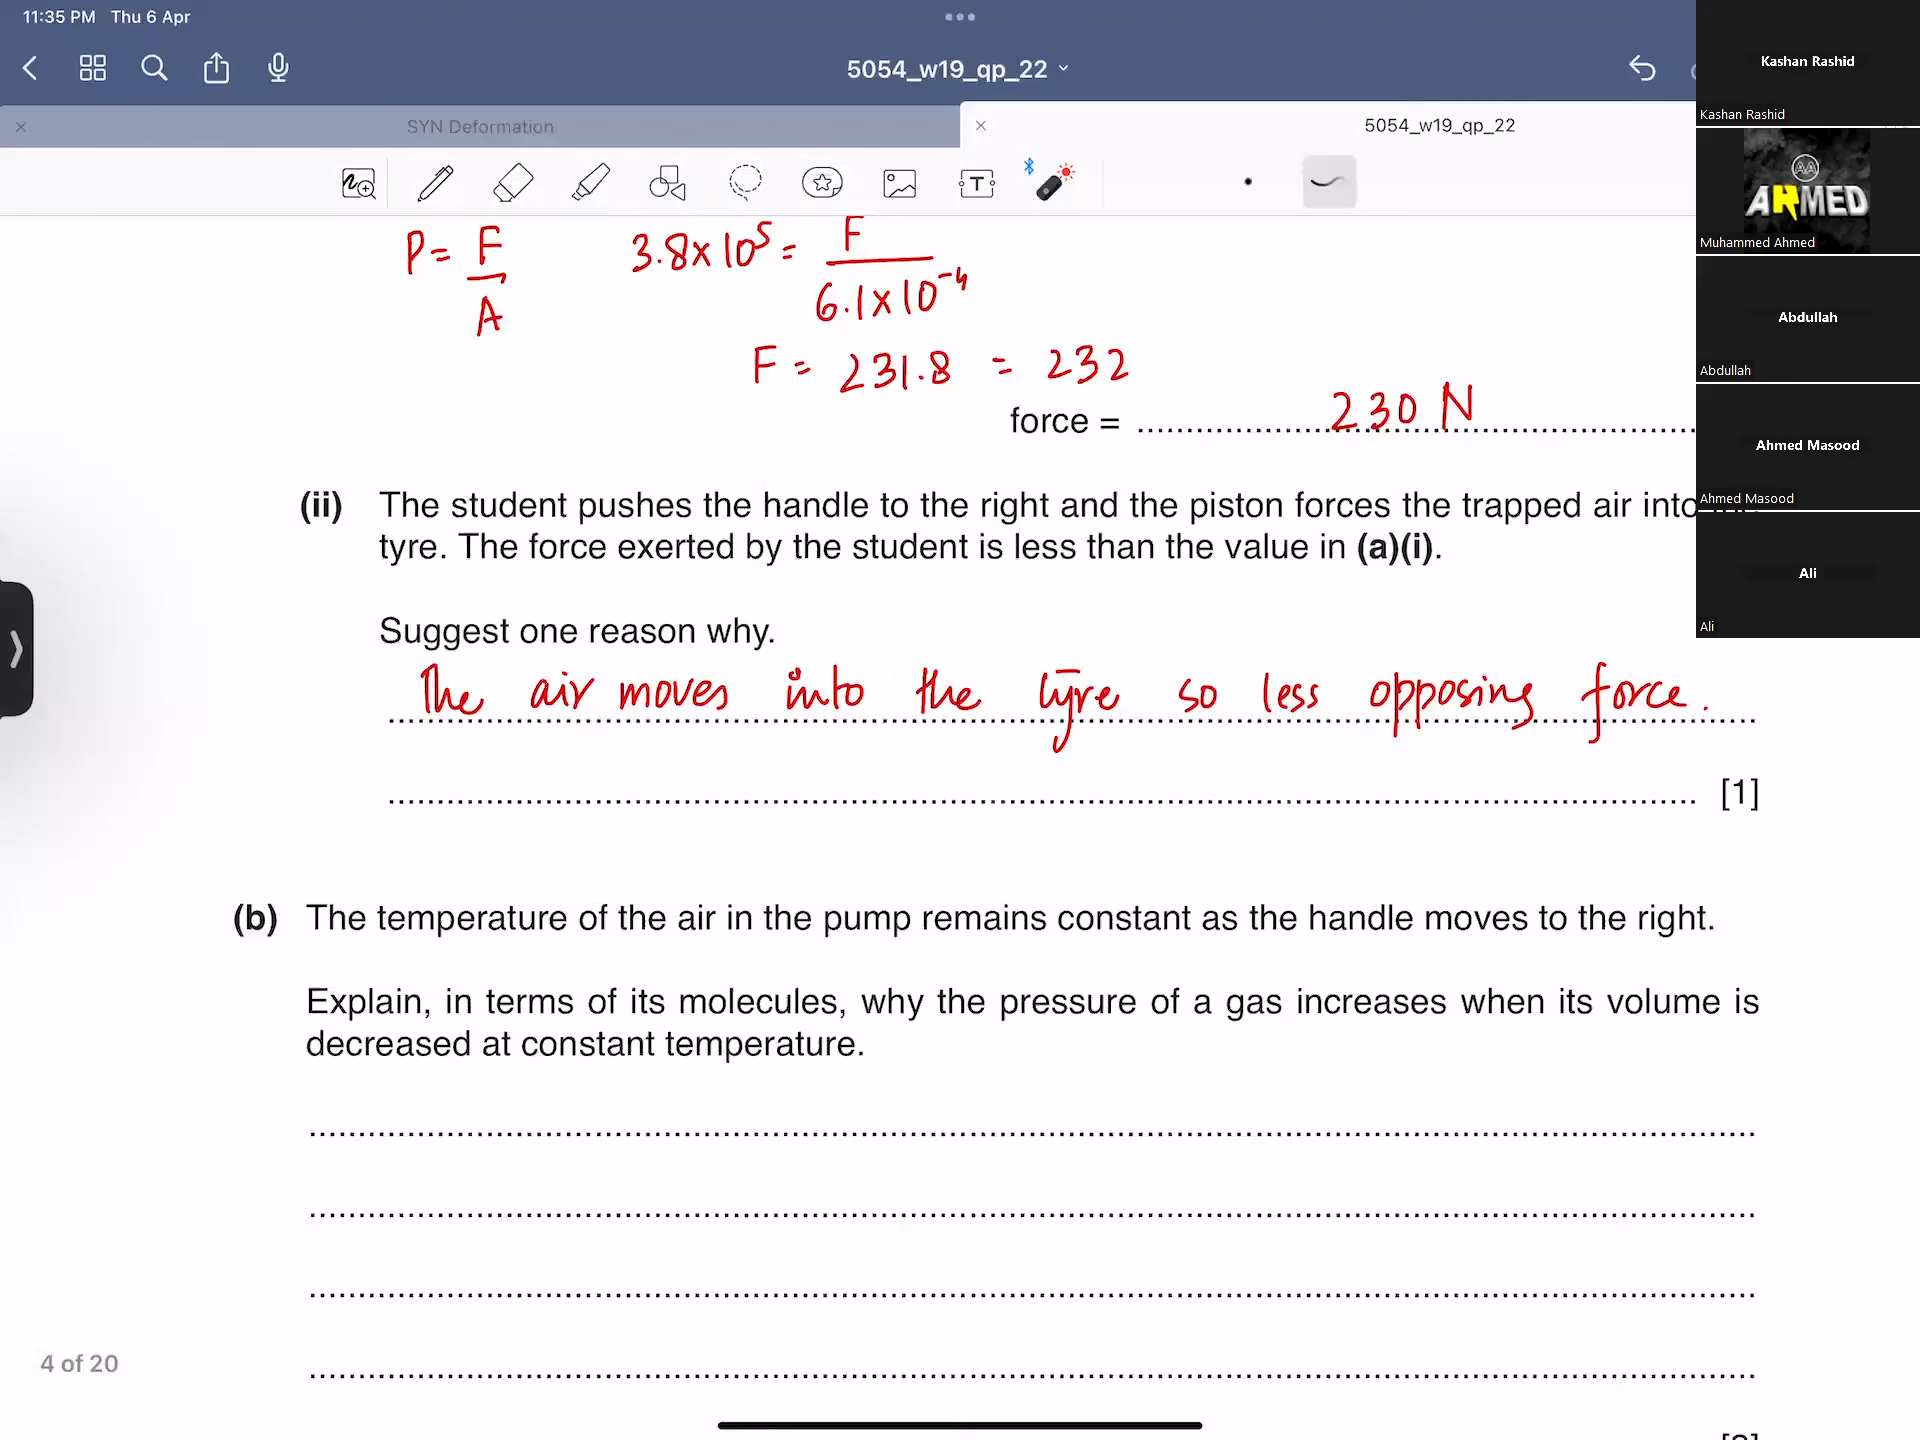 11:35 PM Thu 6 Apr
5054_w19_qp_22
SYN Deformation
5054_w19_qp_22
T
P = F/A
3.8×10⁵ = F/6.1×10⁻⁴
F = 231.8 = 232
force = ........ 230 N ........
(ii) The student pushes the handle to the right and the piston forces the trapped air into
tyre. The force exerted by the student is less than the value in (a)(i).
Suggest one reason why.
The air moves into the tyre so less opposing force.
[1]
(b) The temperature of the air in the pump remains constant as the handle moves to the right.
Explain, in terms of its molecules, why the pressure of a gas increases when its volume is
decreased at constant temperature.
4 of 20
Kashan Rashid
Kashan Rashid
AA
ARMED
Muhammed Ahmed
Abdullah
Abdullah
Ahmed Masood
Ahmed Masood
Ali
Ali